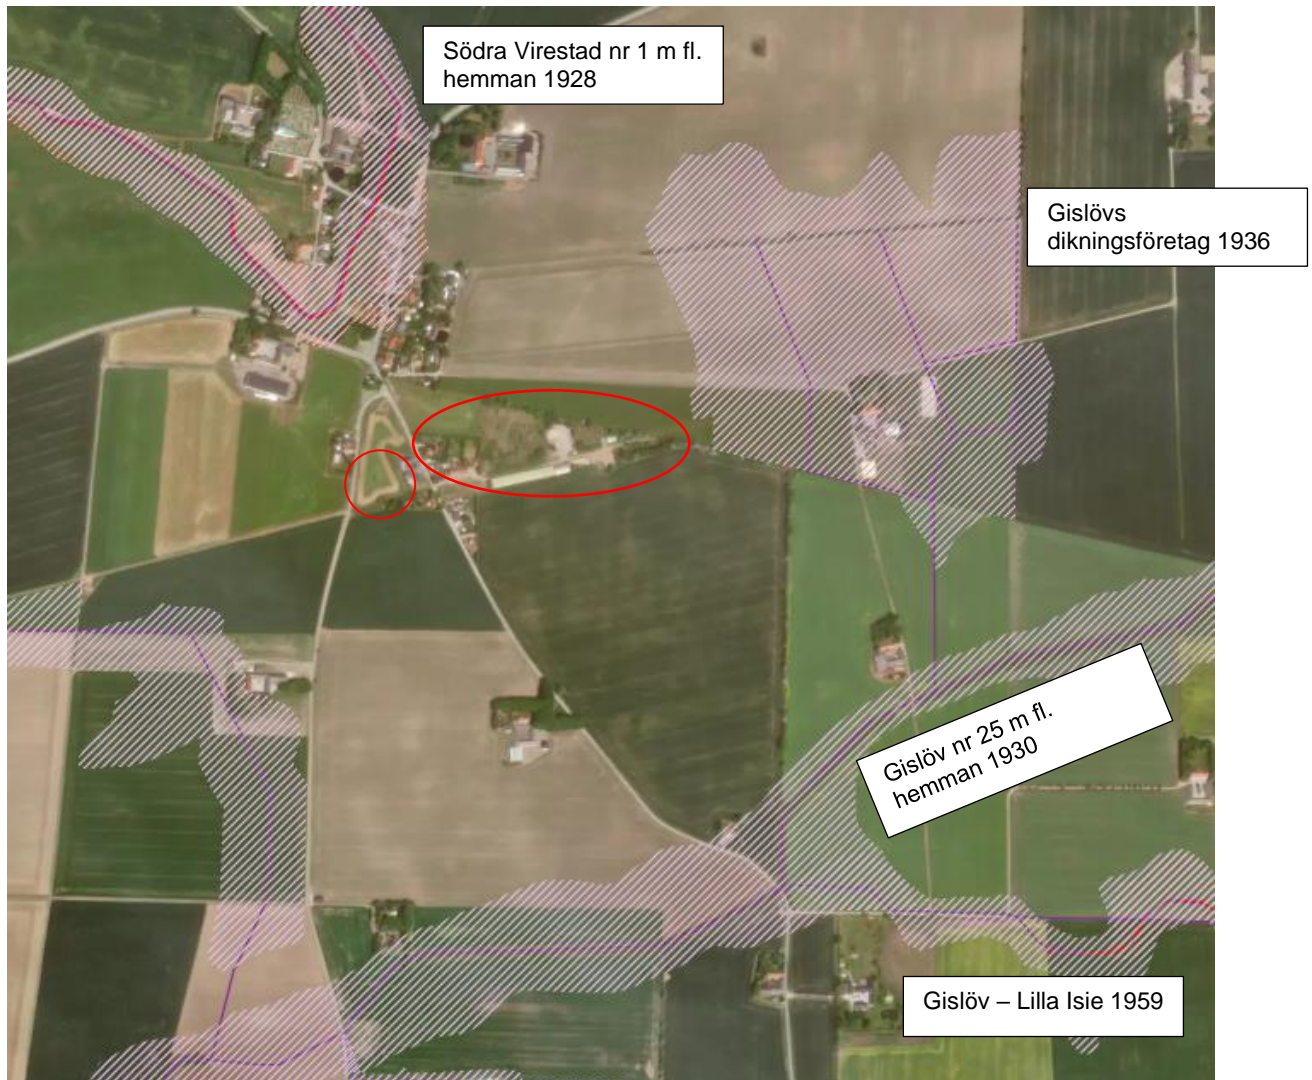 Södra Virestad nr 1 m fl.
hemman 1928
Gislövs
dikningsföretag 1936
Gislöv nr 25 m fl.
hemman 1930
Gislöv – Lilla Isie 1959